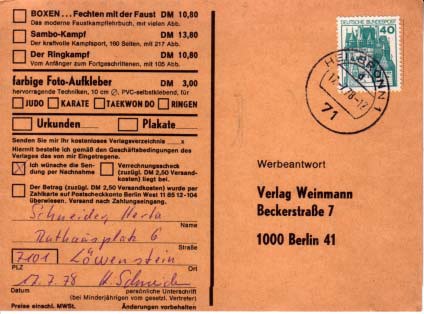 BOXEN...Fechten mit der Faust DM 10,80
Das moderne Faustkampflehrbuch, mit vielen Abb.
Sambo-Kampf DM 13,80
Der kraftvolle Kampfsport, 160 Seiten, mit 217 Abb.
Der Ringkampf DM 10,80
Vom Anfänger zum Fortgeschrittenen, mit 105 Abb.
farbige Foto-Aufkleber DM 3,00
hervorragende Techniken, 10 cm ∅, PVC-selbstklebend, für
JUDO KARATE TAEKWON DO RINGEN
Urkunden Plakate
Senden Sie mir Ihr kostenloses Verlagsverzeichnis ....x
Hiermit bestelle ich gemäß den Geschäftsbedingungen des
Verlages das von mir Eingetragene.
Ich wünsche die Sendung per Nachnahme
Verrechnungsscheck
(zuzügl. DM 2,50 Versandkosten) liegt bei.
Der Betrag (zuzügl. DM 2,50 Versandkosten) wurde per
Zahlkarte auf Postscheckkonto Berlin West 11 85 12-104
überwiesen. Versand nach Zahlungseingang.
Schneider Herta
Rathausplatz 6
Straße
7101 Löwenstein
PLZ Ort
17.7.78 H. Schneider
Datum persönliche Unterschrift
(bei Minderjährigen vom gesetzl. Vertreter)
Preise einschl. MWSt. Änderungen vorbehalten
DEUTSCHE BUNDESPOST
40
HEILBRONN 1
71
Werbeantwort
Verlag Weinmann
Beckerstraße 7
1000 Berlin 41